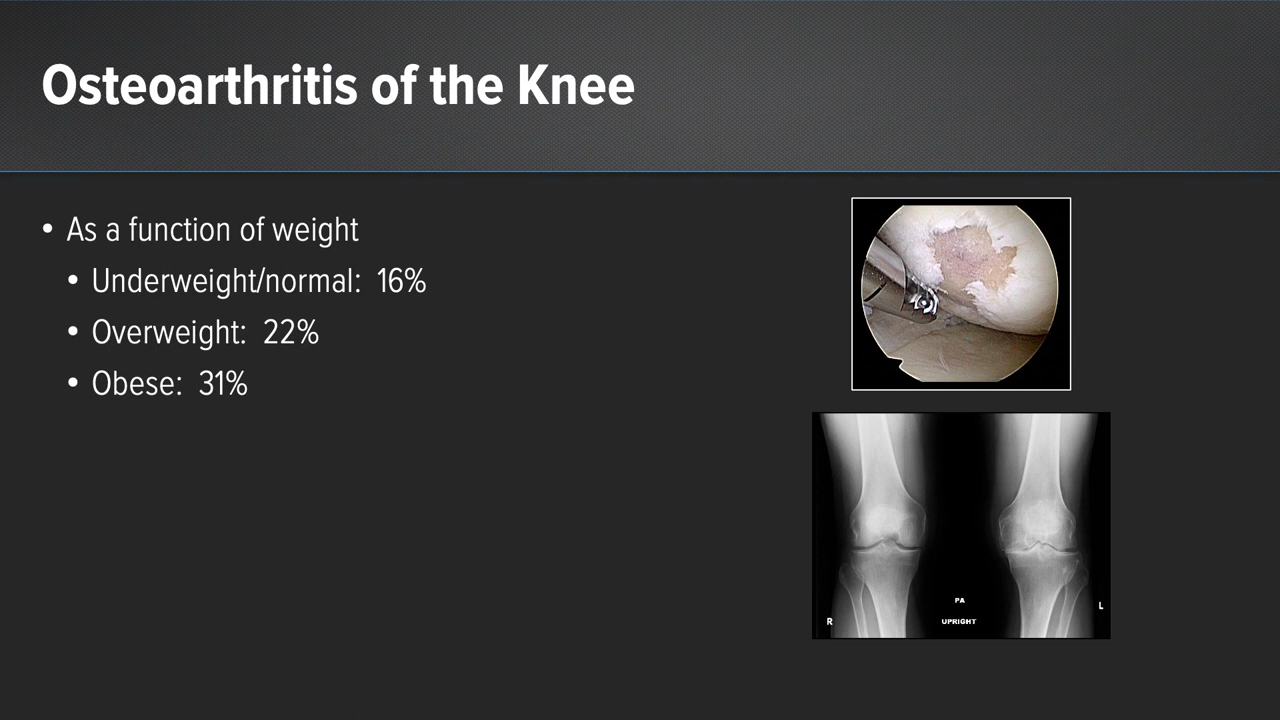 Osteoarthritis of the Knee
• As a function of weight
• Underweight/normal: 16%
• Overweight: 22%
• Obese: 31%
PA
L
R
UPRIGHT